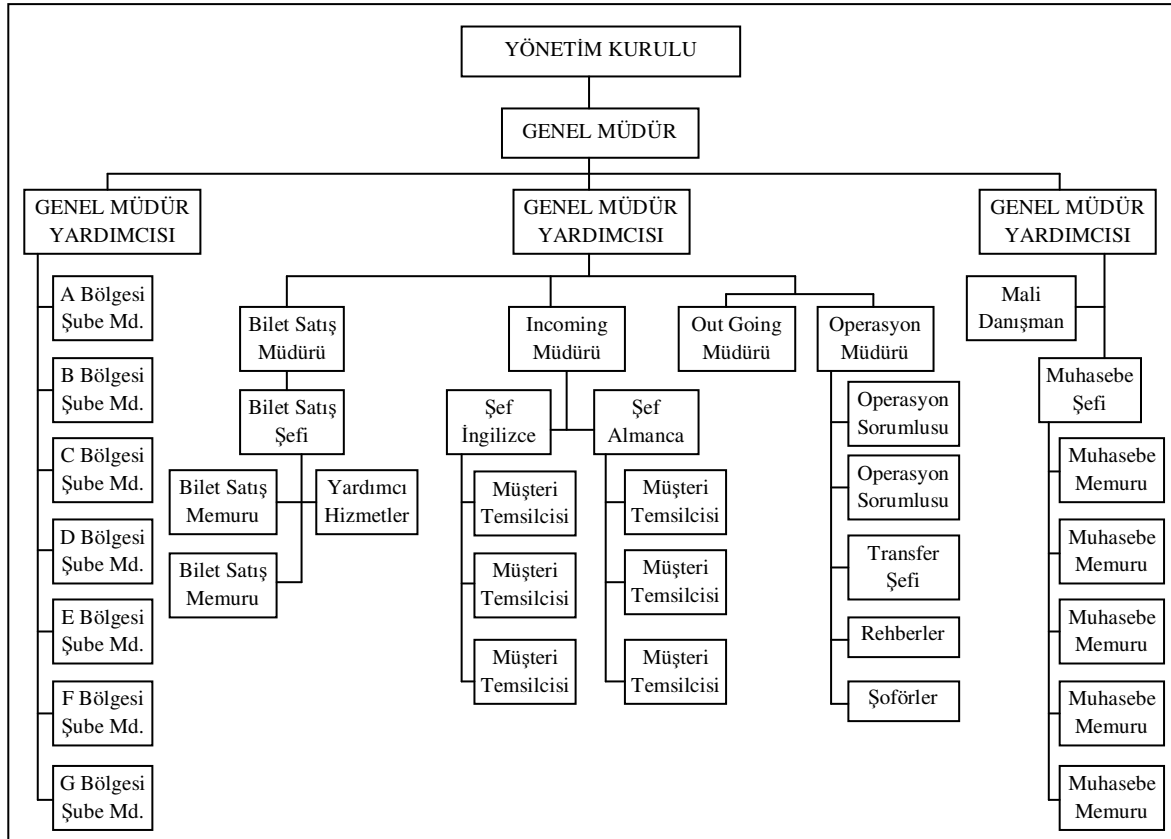 YÖNETİM KURULU
GENEL MÜDÜR
GENEL MÜDÜR
YARDIMCISI
GENEL MÜDÜR
YARDIMCISI
GENEL MÜDÜR
YARDIMCISI
A Bölgesi
Şube Md.
B Bölgesi
Şube Md.
C Bölgesi
Şube Md.
D Bölgesi
Şube Md.
E Bölgesi
Şube Md.
F Bölgesi
Şube Md.
G Bölgesi
Şube Md.
Bilet Satış
Müdürü
Bilet Satış
Şefi
Bilet Satış
Memuru
Yardımcı
Hizmetler
Bilet Satış
Memuru
Incoming
Müdürü
Şef
İngilizce
Müşteri
Temsilcisi
Müşteri
Temsilcisi
Müşteri
Temsilcisi
Şef
Almanca
Müşteri
Temsilcisi
Müşteri
Temsilcisi
Müşteri
Temsilcisi
Out Going
Müdürü
Operasyon
Müdürü
Operasyon
Sorumlusu
Operasyon
Sorumlusu
Transfer
Şefi
Rehberler
Şoförler
Mali
Danışman
Muhasebe
Şefi
Muhasebe
Memuru
Muhasebe
Memuru
Muhasebe
Memuru
Muhasebe
Memuru
Muhasebe
Memuru